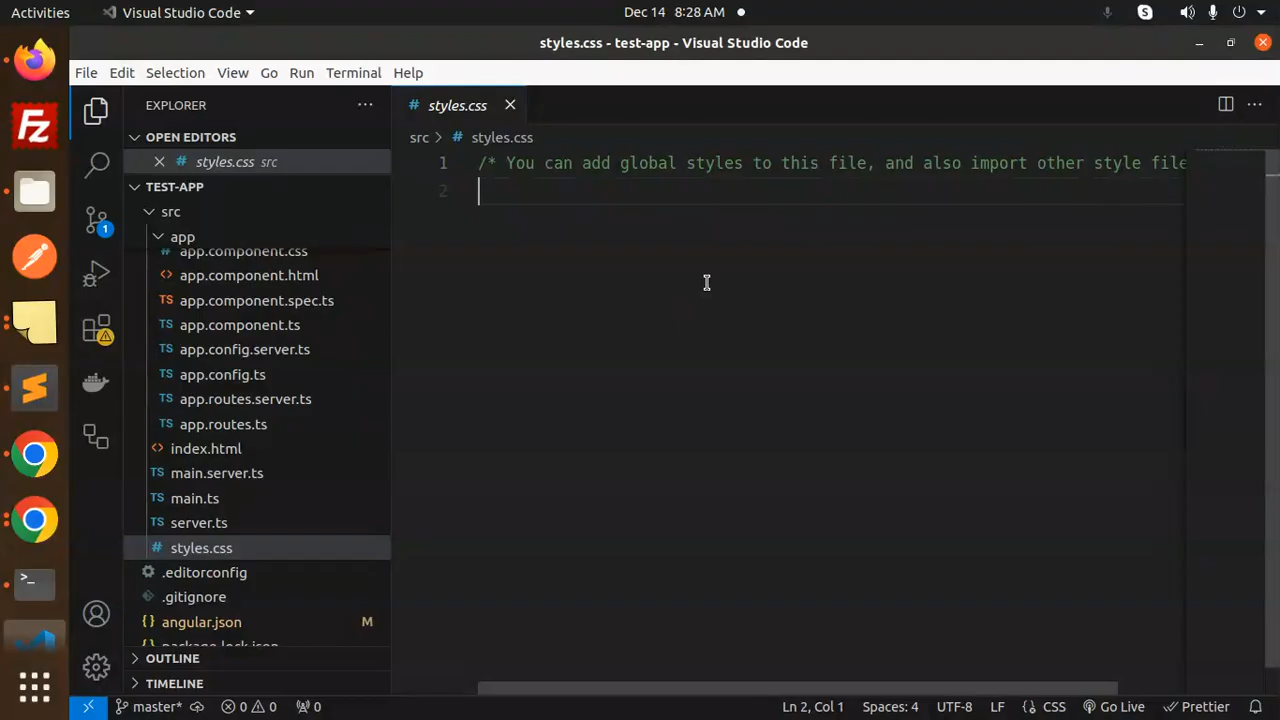 Activities
Visual Studio Code
Dec 14 8:28 AM
styles.css - test-app - Visual Studio Code
File Edit Selection View Go Run Terminal Help
EXPLORER
OPEN EDITORS
styles.css src
TEST-APP
src
app
app.component.css
app.component.html
app.component.spec.ts
app.component.ts
app.config.server.ts
app.config.ts
app.routes.server.ts
app.routes.ts
index.html
TS main.server.ts
TS main.ts
TS server.ts
# styles.css
.editorconfig
.gitignore
{} angular.json M
package-lock.json
OUTLINE
TIMELINE
# styles.css
src > # styles.css
1 /* You can add global styles to this file, and also import other style file
2
master* 0 0 0 Ln 2, Col 1 Spaces: 4 UTF-8 LF {} CSS Go Live Prettier